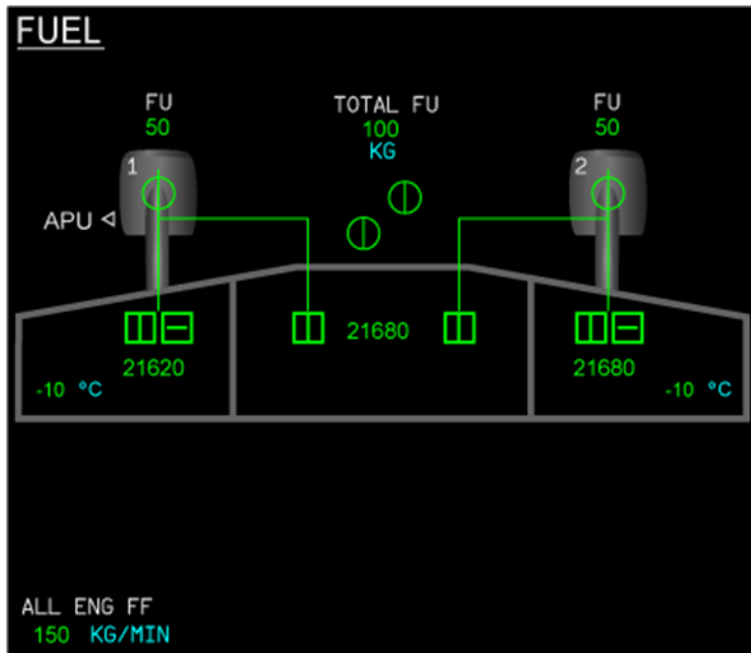 FUEL
FU TOTAL FU FU
50 100 50
KG
1 2
APU
21680
21620 21680
-10 °C -10 °C
ALL ENG FF
150 KG/MIN